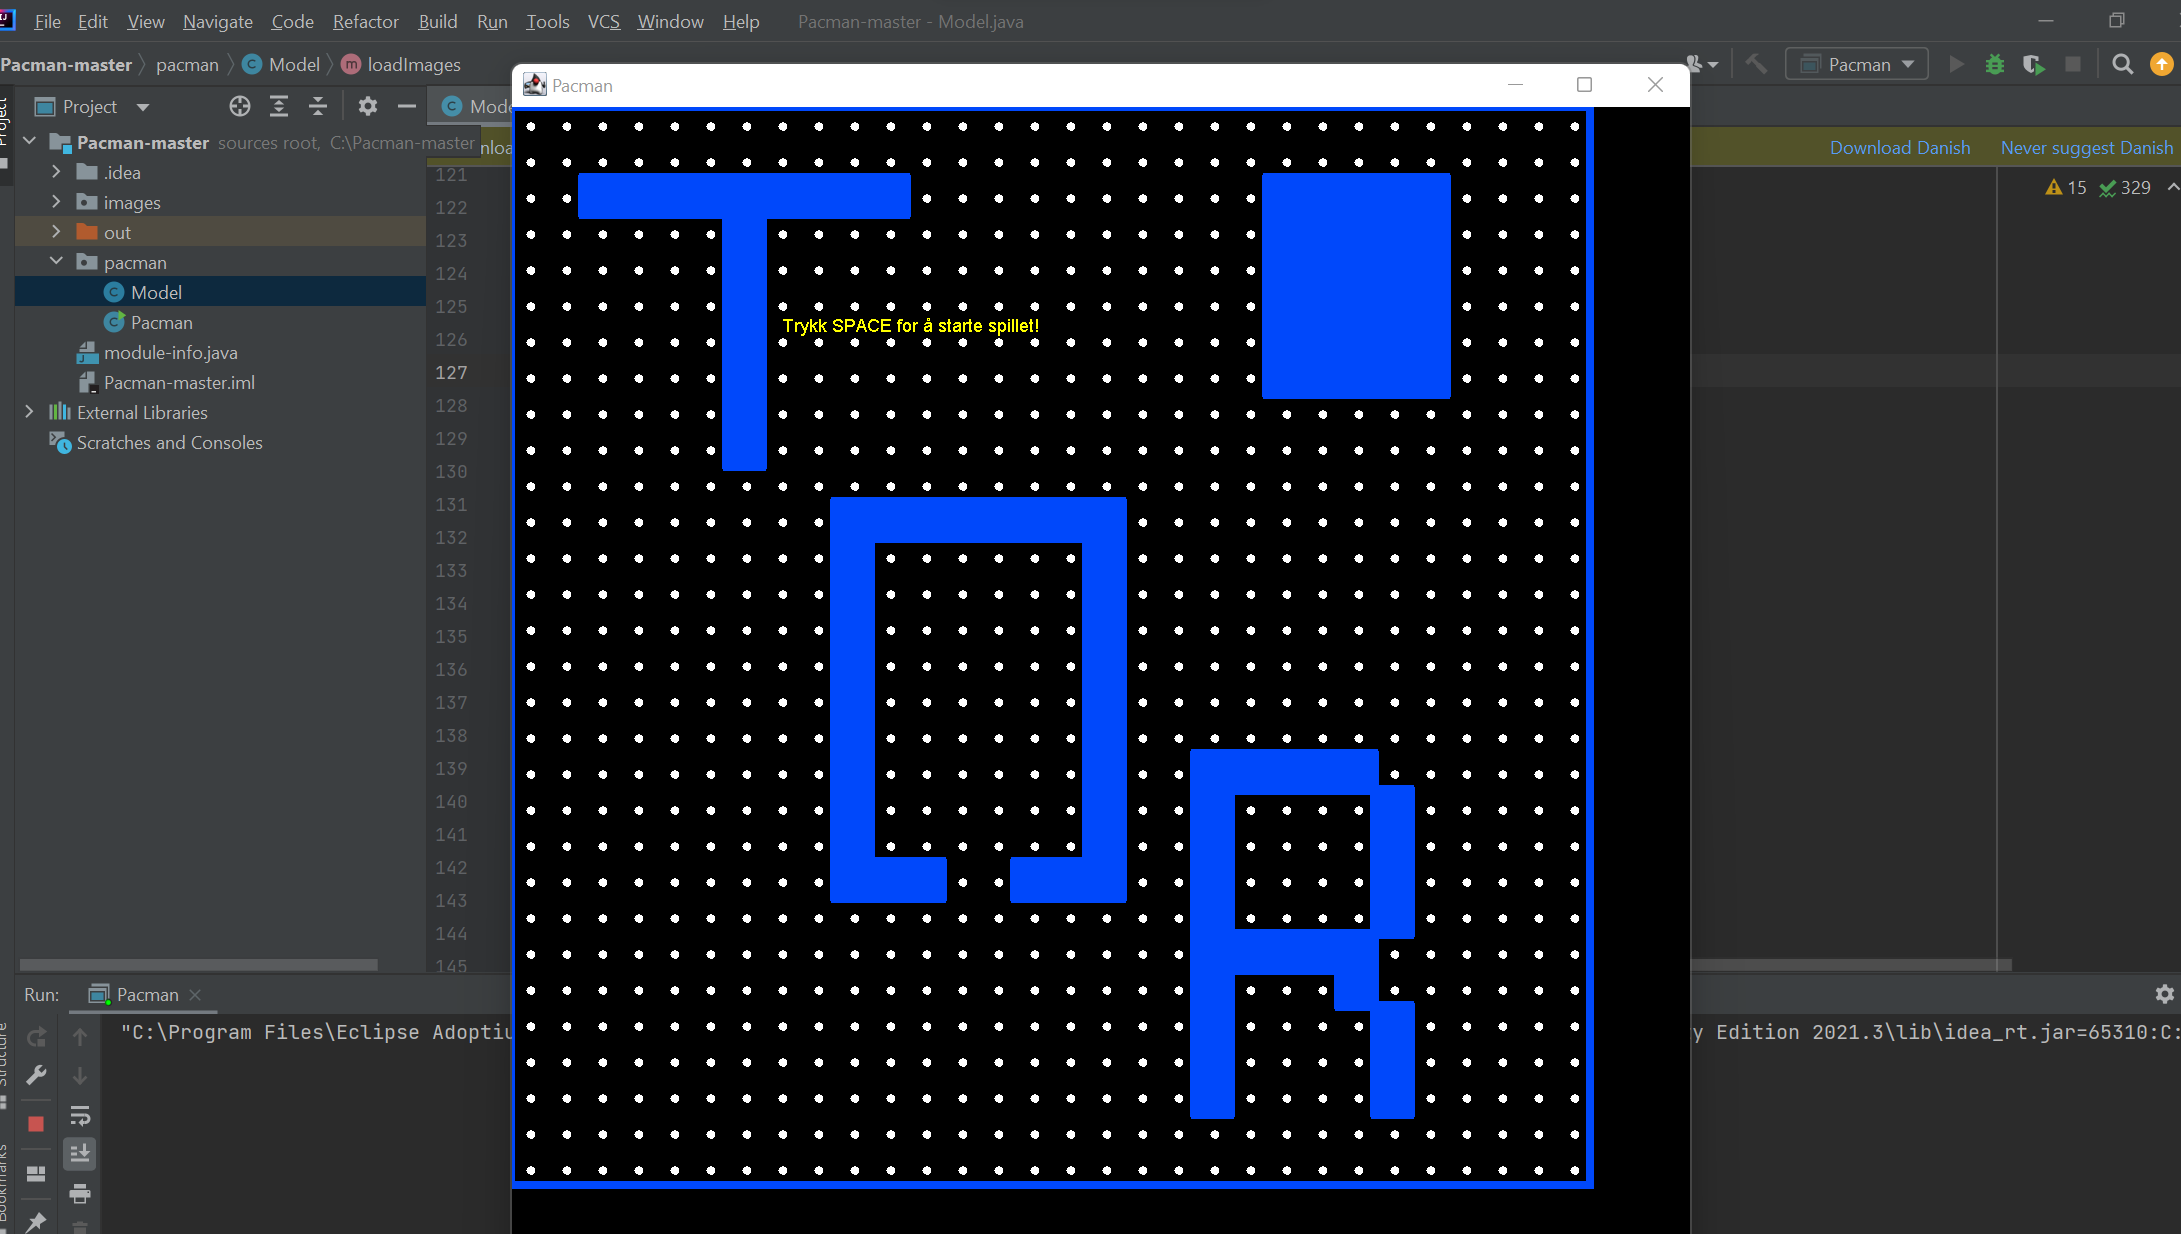 File Edit View Navigate Code Refactor Build Run Tools VCS Window Help Pacman-master - Model.java
Pacman-master pacman Model loadImages Pacman
Pacman
Project
Pacman-master sources root, C:\Pacman-master
Download Danish Never suggest Danish
.idea
images
out
pacman
Model
Pacman
module-info.java
Pacman-master.iml
External Libraries
Scratches and Consoles
15 329
121
122
123
124
125
126
127
128
129
130
131
132
133
134
135
136
137
138
139
140
141
142
143
144
145
Trykk SPACE for å starte spillet!
Run: Pacman
"C:\Program Files\Eclipse Adoptiu
y Edition 2021.3\lib\idea_rt.jar=65310:C:
Structure
Bookmarks